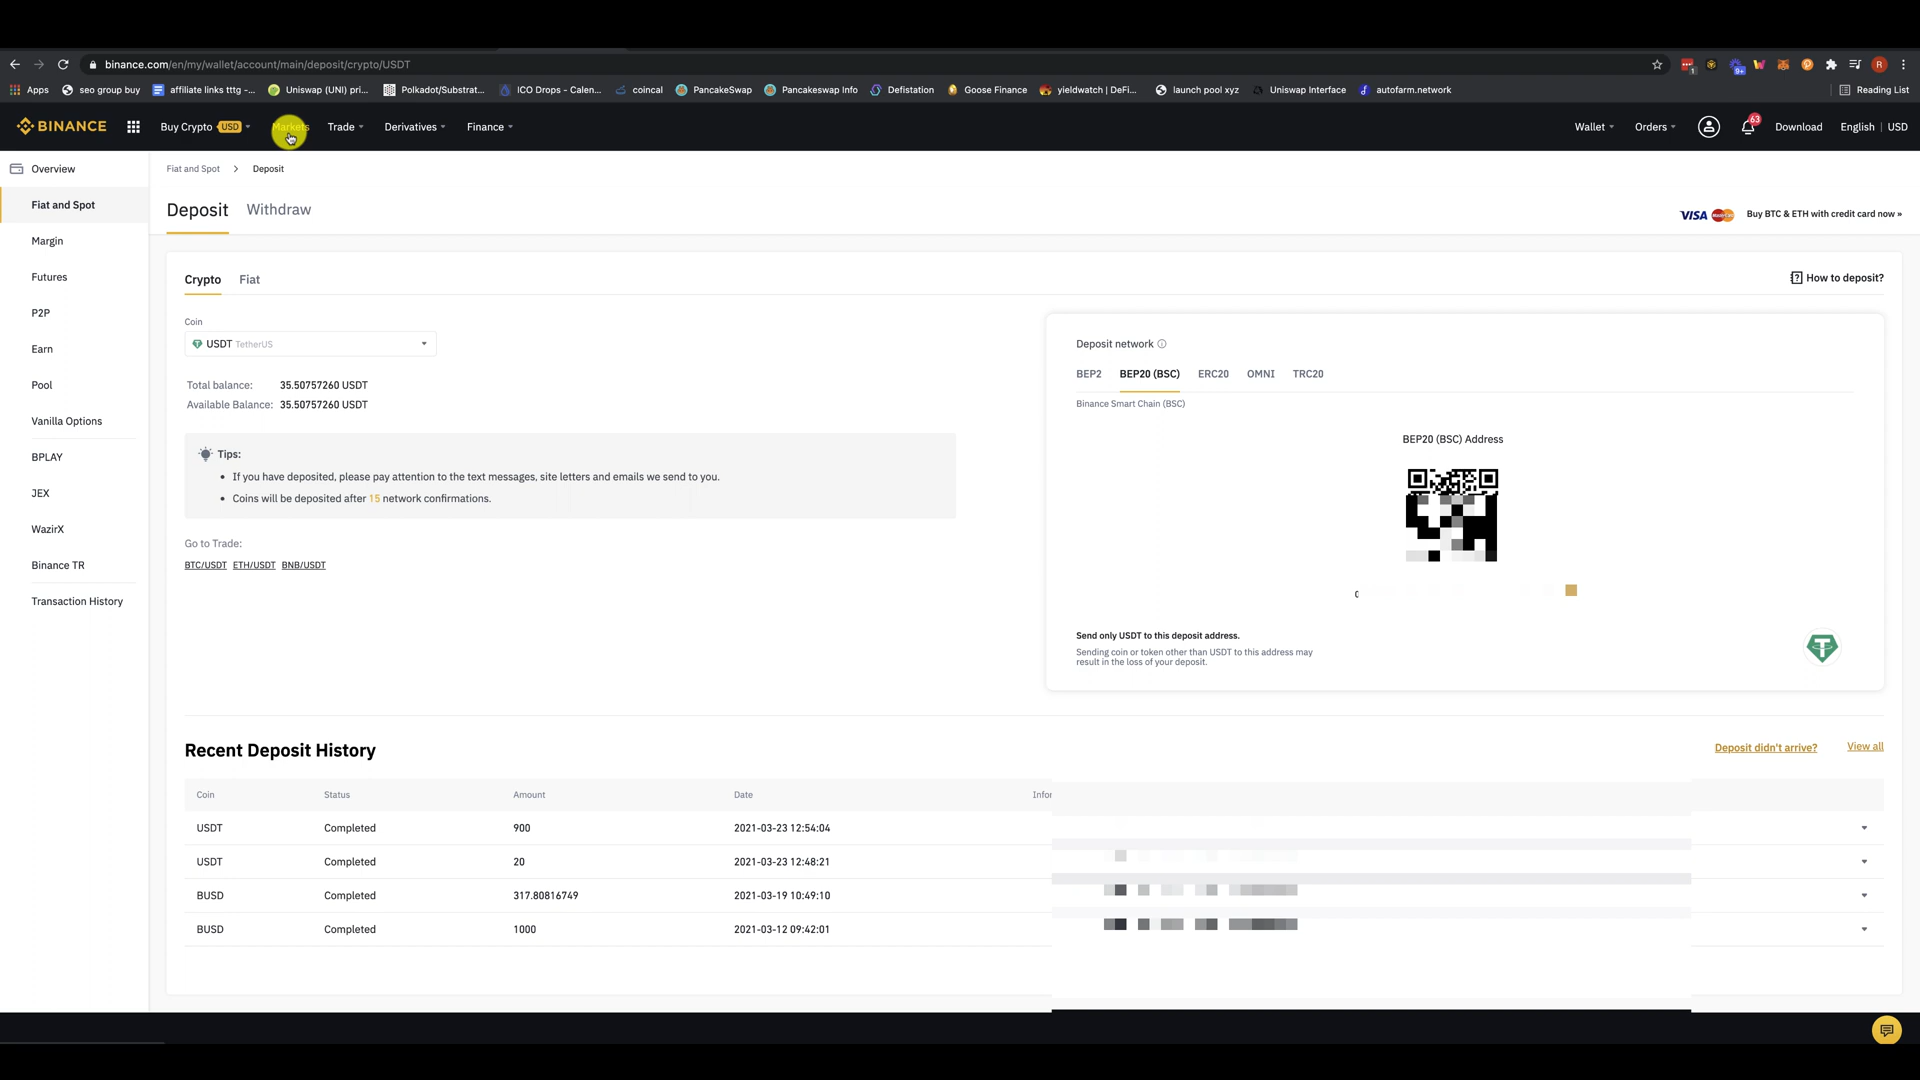 binance.com/en/my/wallet/account/main/deposit/crypto/USDT
Apps seo group buy affiliate links tttg -... Uniswap (UNI) pri... Polkadot/Substrat... ICO Drops - Calen... coincal PancakeSwap Pancakeswap Info Defistation Goose Finance yieldwatch | DeFi... launch pool xyz Uniswap Interface autofarm.network Reading List
BINANCE Buy Crypto USD Markets Trade Derivatives Finance Wallet Orders 63 Download English | USD
Overview
Fiat and Spot
Margin
Futures
P2P
Earn
Pool
Vanilla Options
BPLAY
JEX
WazirX
Binance TR
Transaction History
Fiat and Spot > Deposit
Deposit Withdraw
VISA Buy BTC & ETH with credit card now »
Crypto Fiat
How to deposit?
Coin
USDT TetherUS
Total balance: 35.50757260 USDT
Available Balance: 35.50757260 USDT
Tips:
• If you have deposited, please pay attention to the text messages, site letters and emails we send to you.
• Coins will be deposited after 15 network confirmations.
Go to Trade:
BTC/USDT ETH/USDT BNB/USDT
Deposit network
BEP2 BEP20 (BSC) ERC20 OMNI TRC20
Binance Smart Chain (BSC)
BEP20 (BSC) Address
Send only USDT to this deposit address.
Sending coin or token other than USDT to this address may
result in the loss of your deposit.
Recent Deposit History
Deposit didn't arrive? View all
Coin Status Amount Date Infor
USDT Completed 900 2021-03-23 12:54:04
USDT Completed 20 2021-03-23 12:48:21
BUSD Completed 317.80816749 2021-03-19 10:49:10
BUSD Completed 1000 2021-03-12 09:42:01